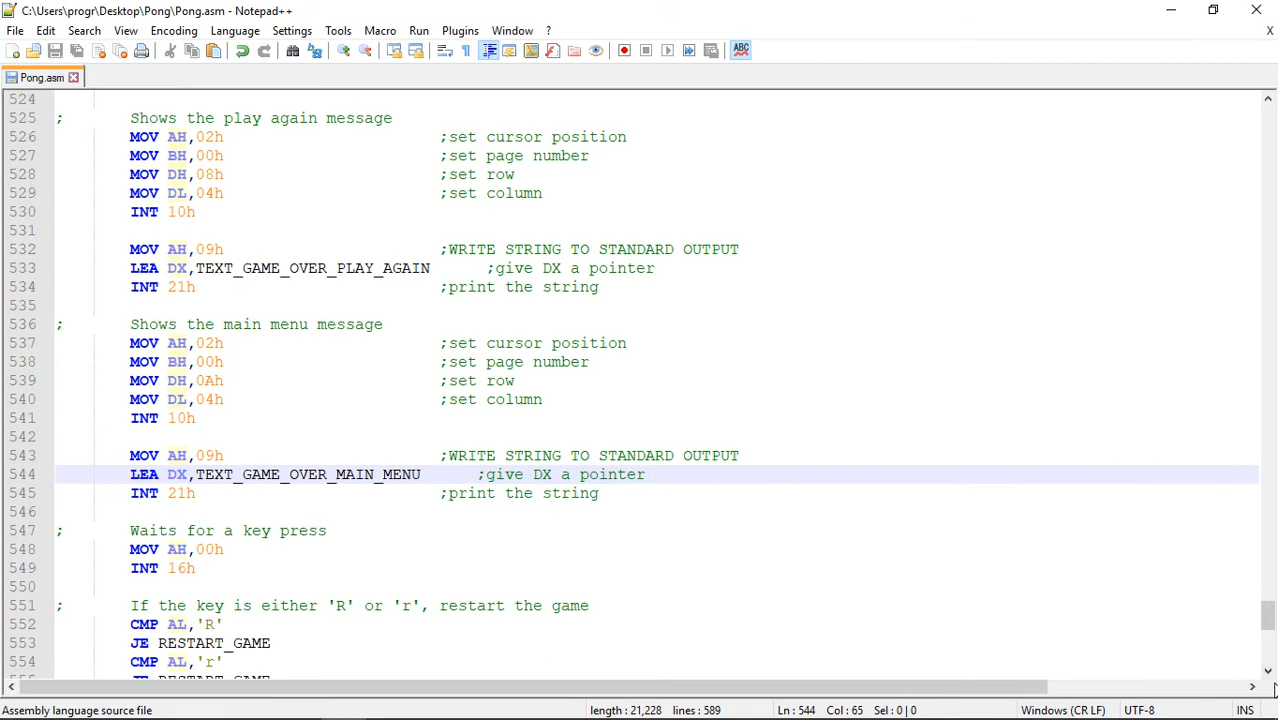 C:\Users\progr\Desktop\Pong\Pong.asm - Notepad++
File Edit Search View Encoding Language Settings Tools Macro Run Plugins Window ? X
ABC
Pong.asm
524
525 ; Shows the play again message
526 MOV AH,02h ;set cursor position
527 MOV BH,00h ;set page number
528 MOV DH,08h ;set row
529 MOV DL,04h ;set column
530 INT 10h
531
532 MOV AH,09h ;WRITE STRING TO STANDARD OUTPUT
533 LEA DX,TEXT_GAME_OVER_PLAY_AGAIN ;give DX a pointer
534 INT 21h ;print the string
535
536 ; Shows the main menu message
537 MOV AH,02h ;set cursor position
538 MOV BH,00h ;set page number
539 MOV DH,0Ah ;set row
540 MOV DL,04h ;set column
541 INT 10h
542
543 MOV AH,09h ;WRITE STRING TO STANDARD OUTPUT
544 LEA DX,TEXT_GAME_OVER_MAIN_MENU ;give DX a pointer
545 INT 21h ;print the string
546
547 ; Waits for a key press
548 MOV AH,00h
549 INT 16h
550
551 ; If the key is either 'R' or 'r', restart the game
552 CMP AL,'R'
553 JE RESTART_GAME
554 CMP AL,'r'
Assembly language source file length : 21,228 lines : 589 Ln : 544 Col : 65 Sel : 0 | 0 Windows (CR LF) UTF-8 INS